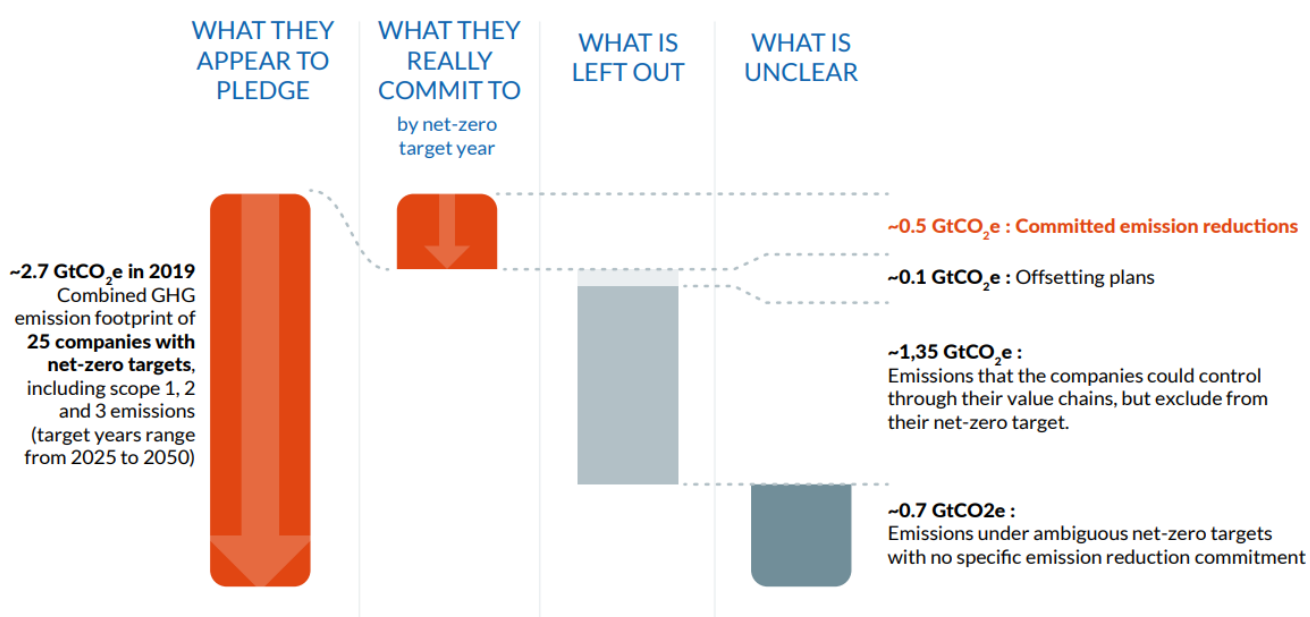 WHAT THEY
APPEAR TO
PLEDGE
WHAT THEY
REALLY
COMMIT TO
by net-zero
target year
WHAT IS
LEFT OUT
WHAT IS
UNCLEAR
~2.7 GtCO₂e in 2019
Combined GHG
emission footprint of
25 companies with
net-zero targets,
including scope 1, 2
and 3 emissions
(target years range
from 2025 to 2050)
~0.5 GtCO₂e : Committed emission reductions
~0.1 GtCO₂e : Offsetting plans
~1,35 GtCO₂e :
Emissions that the companies could control
through their value chains, but exclude from
their net-zero target.
~0.7 GtCO2e :
Emissions under ambiguous net-zero targets
with no specific emission reduction commitment